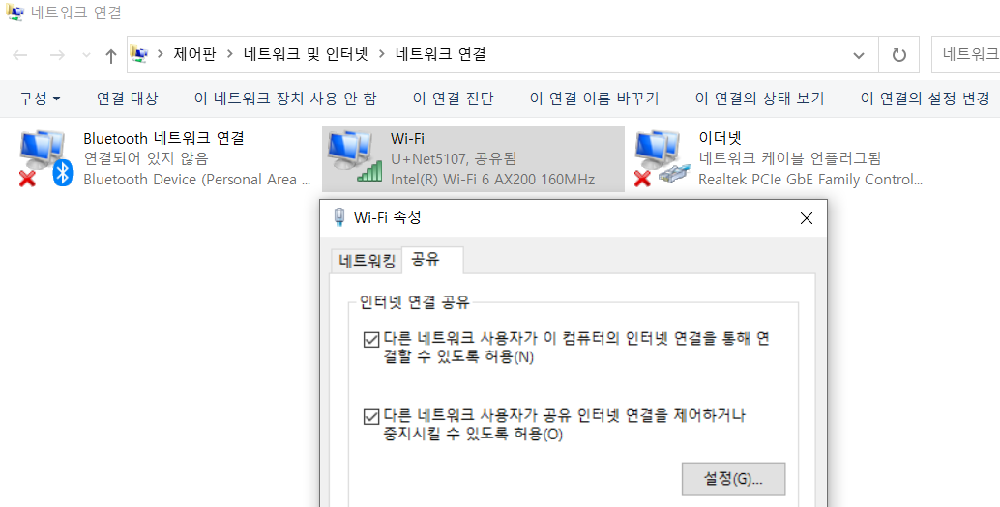 네트워크 연결
제어판 > 네트워크 및 인터넷 > 네트워크 연결
네트워크
구성 연결 대상 이 네트워크 장치 사용 안 함 이 연결 진단 이 연결 이름 바꾸기 이 연결의 상태 보기 이 연결의 설정 변경
Bluetooth 네트워크 연결
연결되어 있지 않음
Bluetooth Device (Personal Area ...
Wi-Fi
U+Net5107, 공유됨
Intel(R) Wi-Fi 6 AX200 160MHz
이더넷
네트워크 케이블 언플러그됨
Realtek PCIe GbE Family Control...
Wi-Fi 속성
네트워킹 공유
인터넷 연결 공유
다른 네트워크 사용자가 이 컴퓨터의 인터넷 연결을 통해 연
결할 수 있도록 허용(N)
다른 네트워크 사용자가 공유 인터넷 연결을 제어하거나
중지시킬 수 있도록 허용(O)
설정(G)...